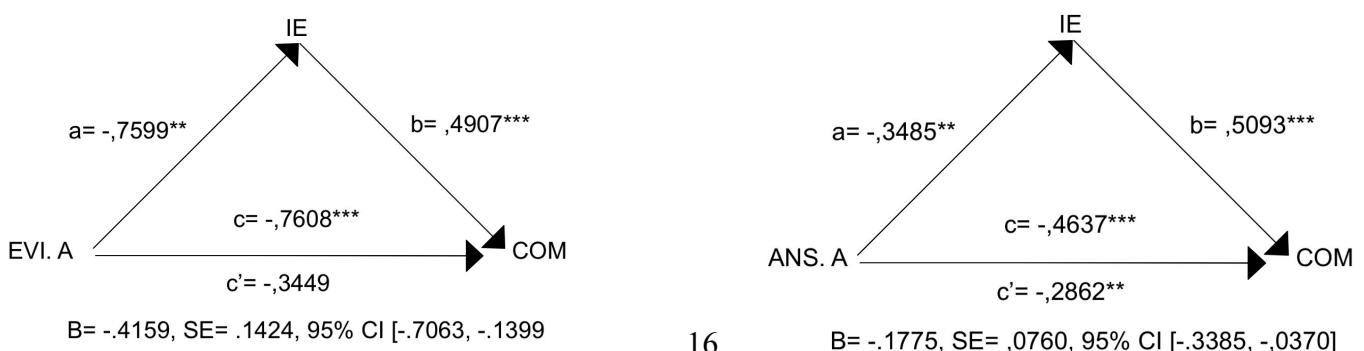 IE
a= -,7599**
b= ,4907***
c= -,7608***
EVI. A
COM
c'= -,3449
B= -.4159, SE= .1424, 95% CI [-.7063, -.1399
16
IE
a= -,3485**
b= ,5093***
c= -,4637***
ANS. A
COM
c'= -,2862**
B= -.1775, SE= ,0760, 95% CI [-.3385, -,0370]